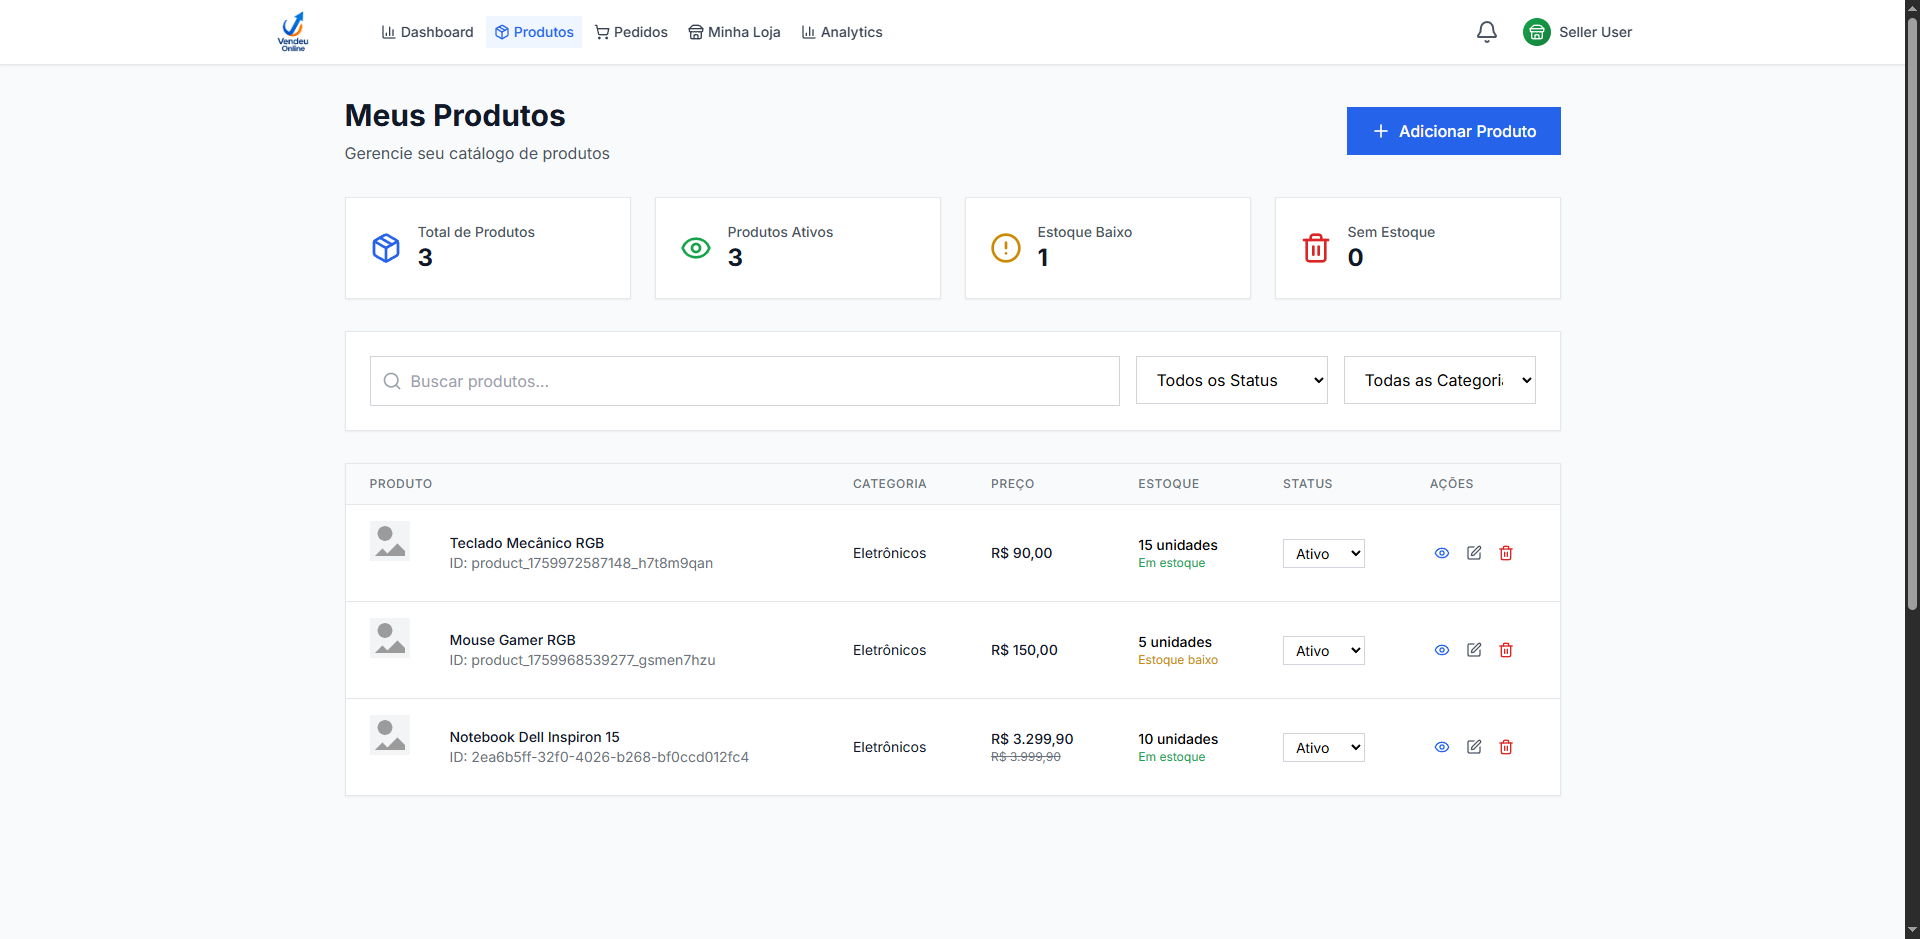 Vendeu
Online
Dashboard
Produtos
Pedidos
Minha Loja
Analytics
Seller User
Meus Produtos
Gerencie seu catálogo de produtos
Adicionar Produto
Total de Produtos
3
Produtos Ativos
3
Estoque Baixo
1
Sem Estoque
0
Buscar produtos...
Todos os Status
Todas as Categori
PRODUTO CATEGORIA PREÇO ESTOQUE STATUS AÇÕES
Teclado Mecânico RGB
ID: product_1759972587148_h7t8m9qan
Eletrônicos
R$ 90,00
15 unidades
Em estoque
Ativo
Mouse Gamer RGB
ID: product_1759968539277_gsmen7hzu
Eletrônicos
R$ 150,00
5 unidades
Estoque baixo
Ativo
Notebook Dell Inspiron 15
ID: 2ea6b5ff-32f0-4026-b268-bf0ccd012fc4
Eletrônicos
R$ 3.299,90
R$ 3.999,90
10 unidades
Em estoque
Ativo